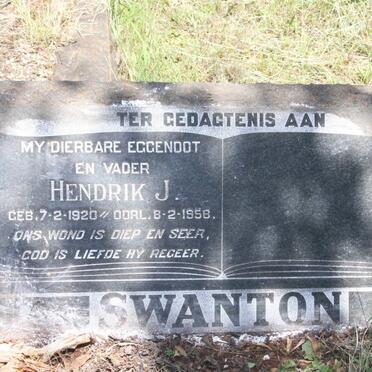 TER GEDAGTENIS AAN
MY DIERBARE EGGENOOT
EN VADER
HENDRIK J.
GEB. 7-2-1920 OORL. 8-2-1958.
ONS WOND IS DIEP EN SEER,
GOD IS LIEFDE HY REGEER.
SWANTON